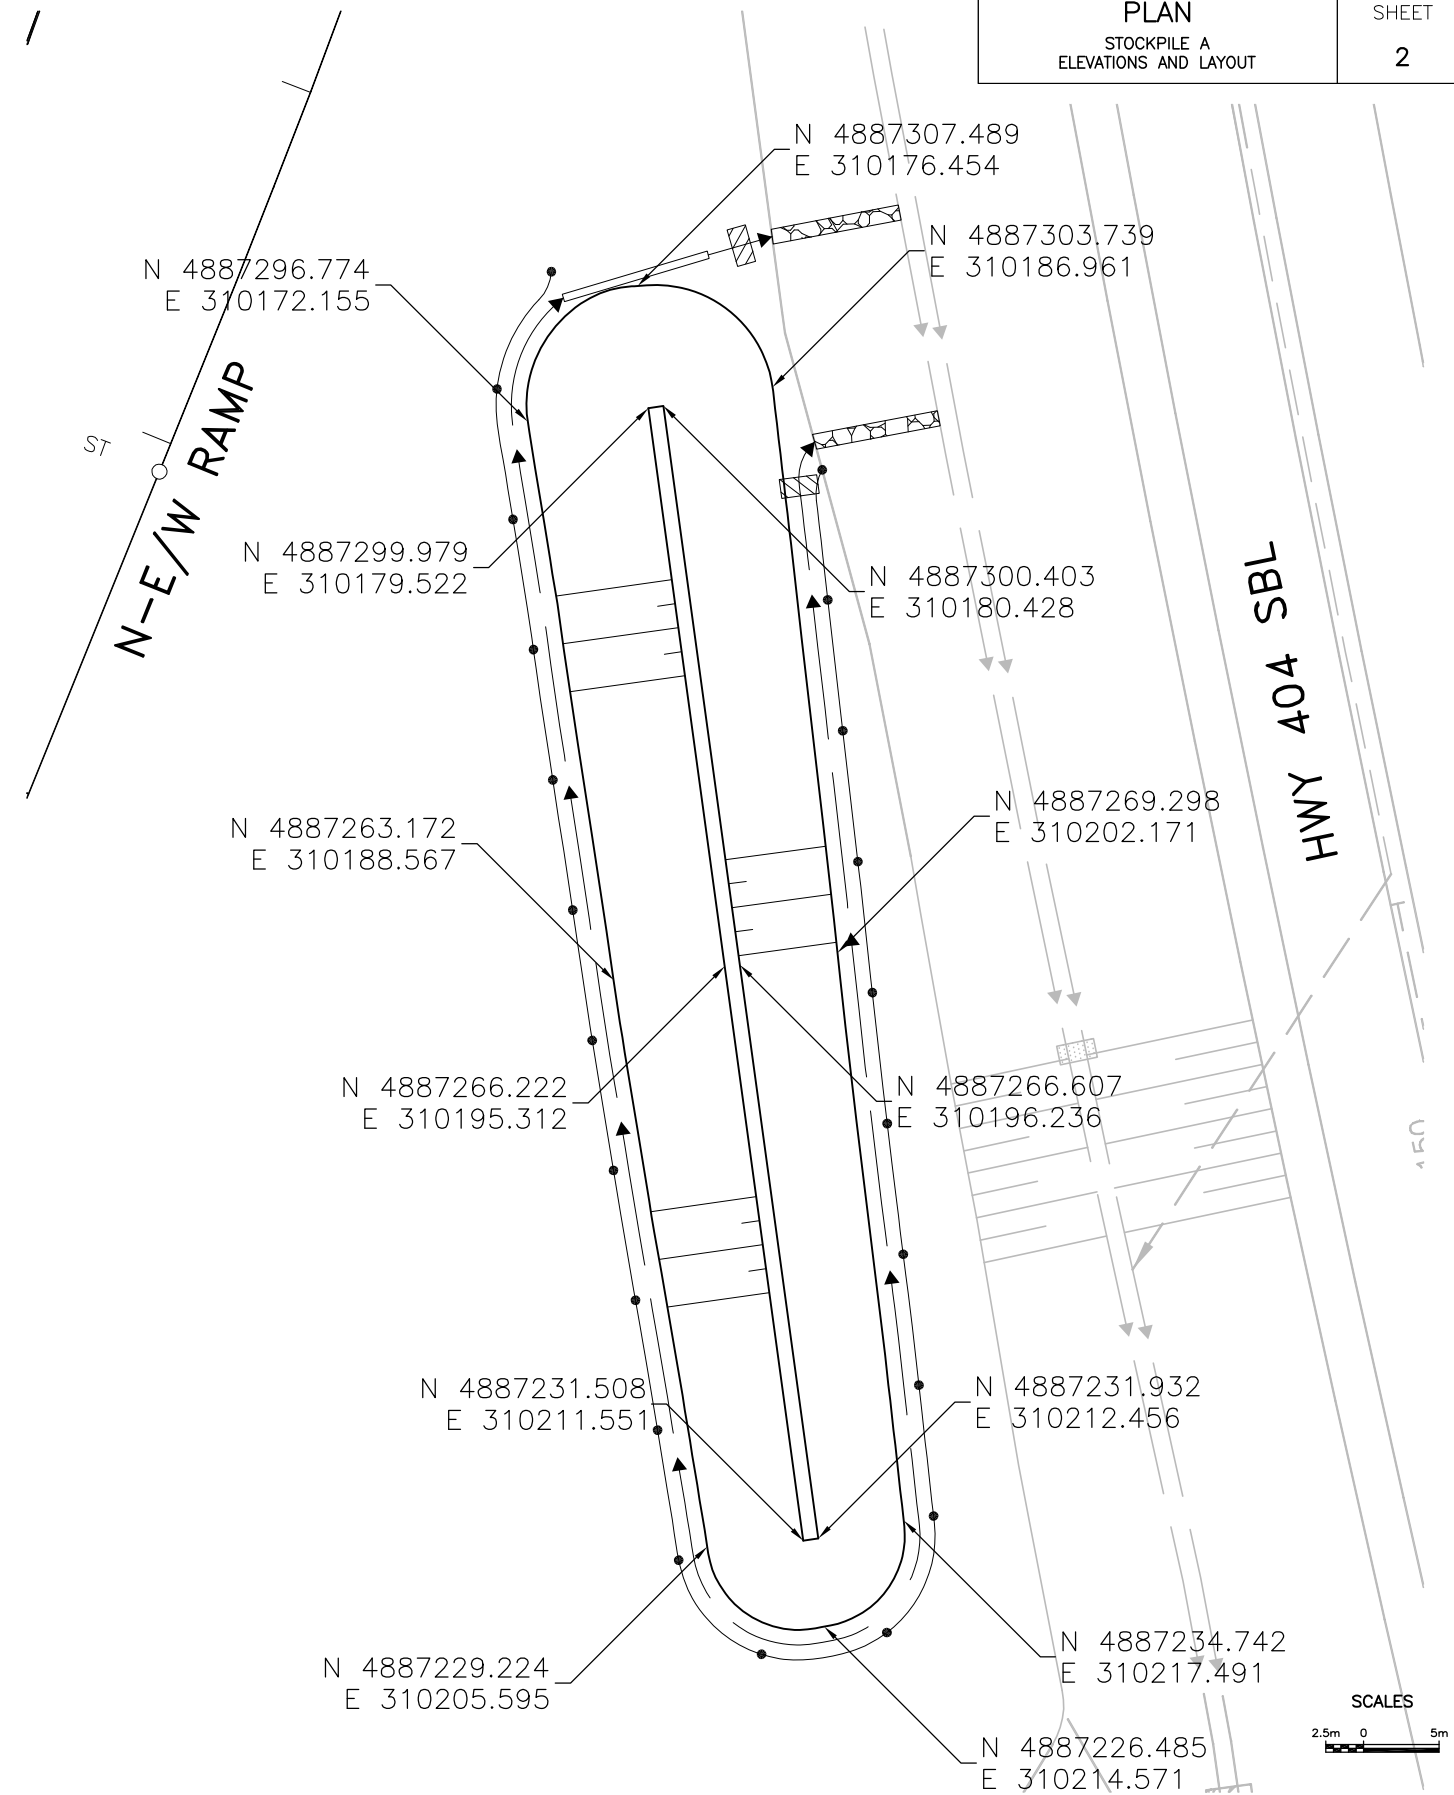 PLAN
STOCKPILE A
ELEVATIONS AND LAYOUT
SHEET
2
N 4887307.489
E 310176.454
N 4887303.739
E 310186.961
N 4887296.774
E 310172.155
ST
N-E/W RAMP
N 4887299.979
E 310179.522
N 4887300.403
E 310180.428
HWY 404 SBL
N 4887263.172
E 310188.567
N 4887269.298
E 310202.171
N 4887266.222
E 310195.312
N 4887266.607
E 310196.236
N 4887231.508
E 310211.551
N 4887231.932
E 310212.456
N 4887229.224
E 310205.595
N 4887234.742
E 310217.491
N 4887226.485
E 310214.571
SCALES
2.5m 0 5m